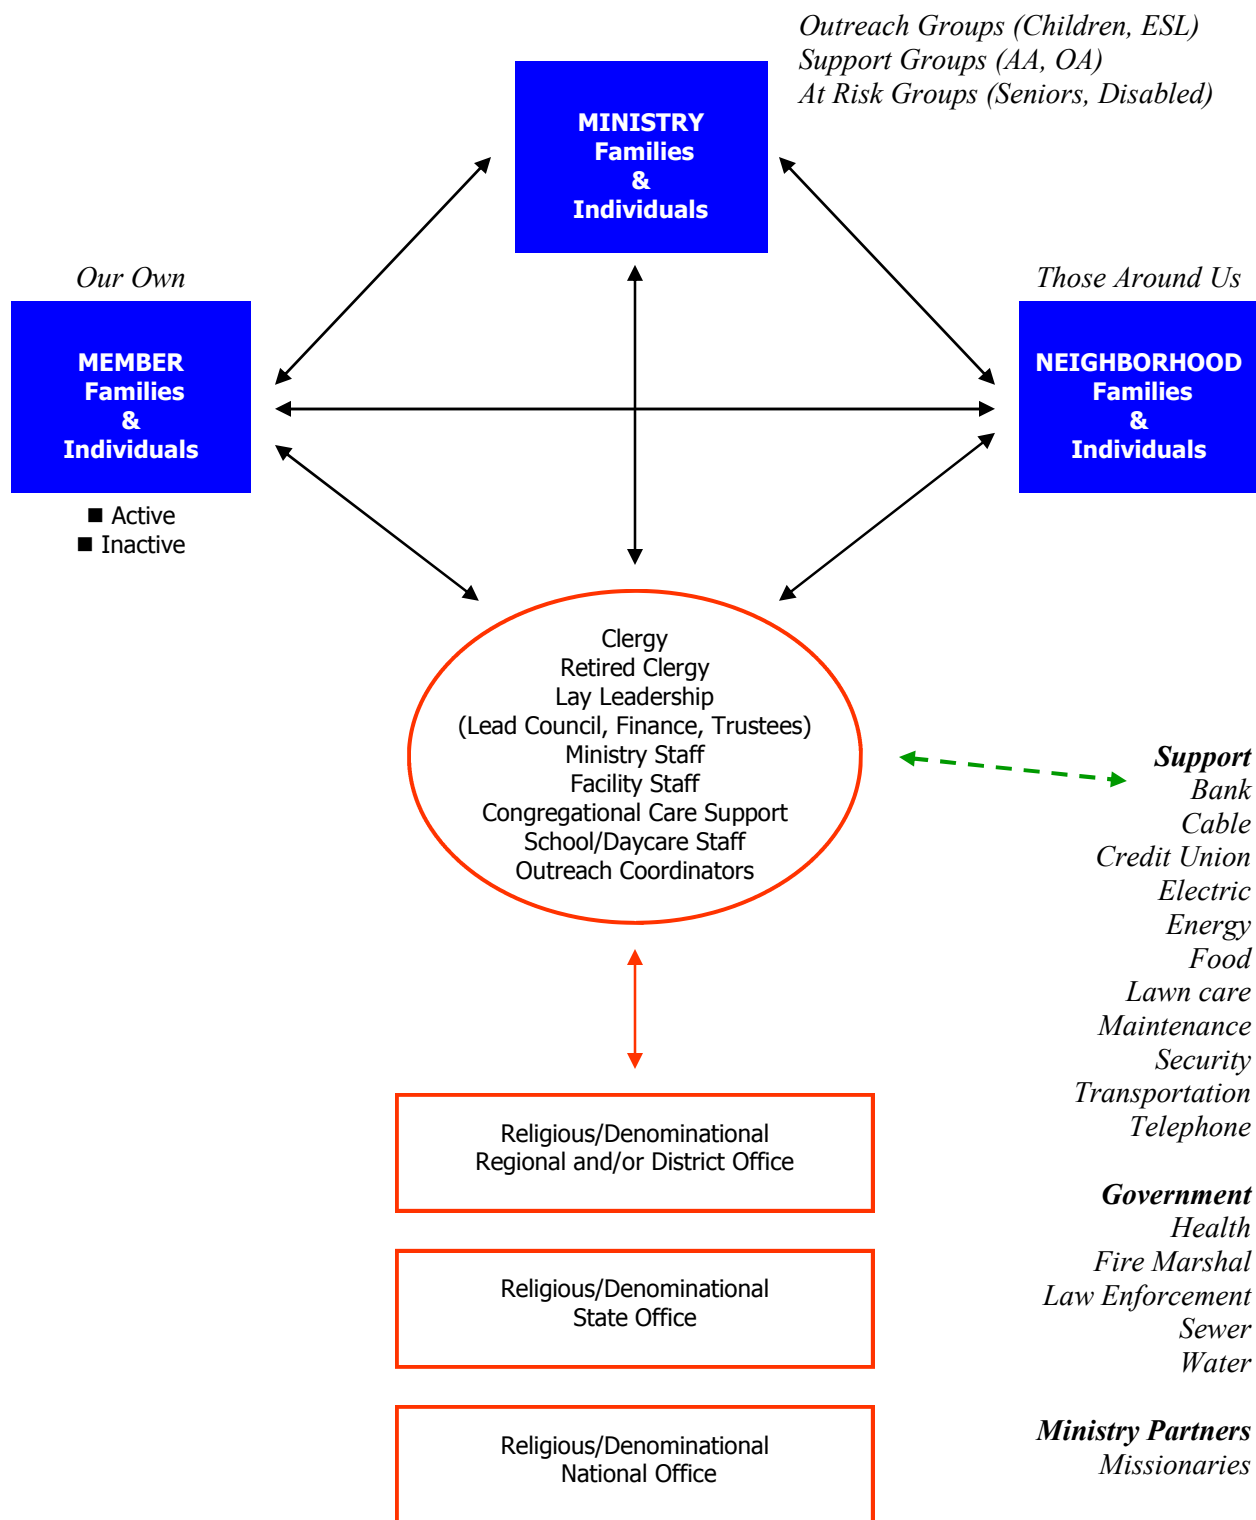 Outreach Groups (Children, ESL)
Support Groups (AA, OA)
At Risk Groups (Seniors, Disabled)
MINISTRY
Families
&
Individuals
Our Own
MEMBER
Families
&
Individuals
■ Active
■ Inactive
Those Around Us
NEIGHBORHOOD
Families
&
Individuals
Clergy
Retired Clergy
Lay Leadership
(Lead Council, Finance, Trustees)
Ministry Staff
Facility Staff
Congregational Care Support
School/Daycare Staff
Outreach Coordinators
Religious/Denominational
Regional and/or District Office
Religious/Denominational
State Office
Religious/Denominational
National Office
Support
Bank
Cable
Credit Union
Electric
Energy
Food
Lawn care
Maintenance
Security
Transportation
Telephone
Government
Health
Fire Marshal
Law Enforcement
Sewer
Water
Ministry Partners
Missionaries